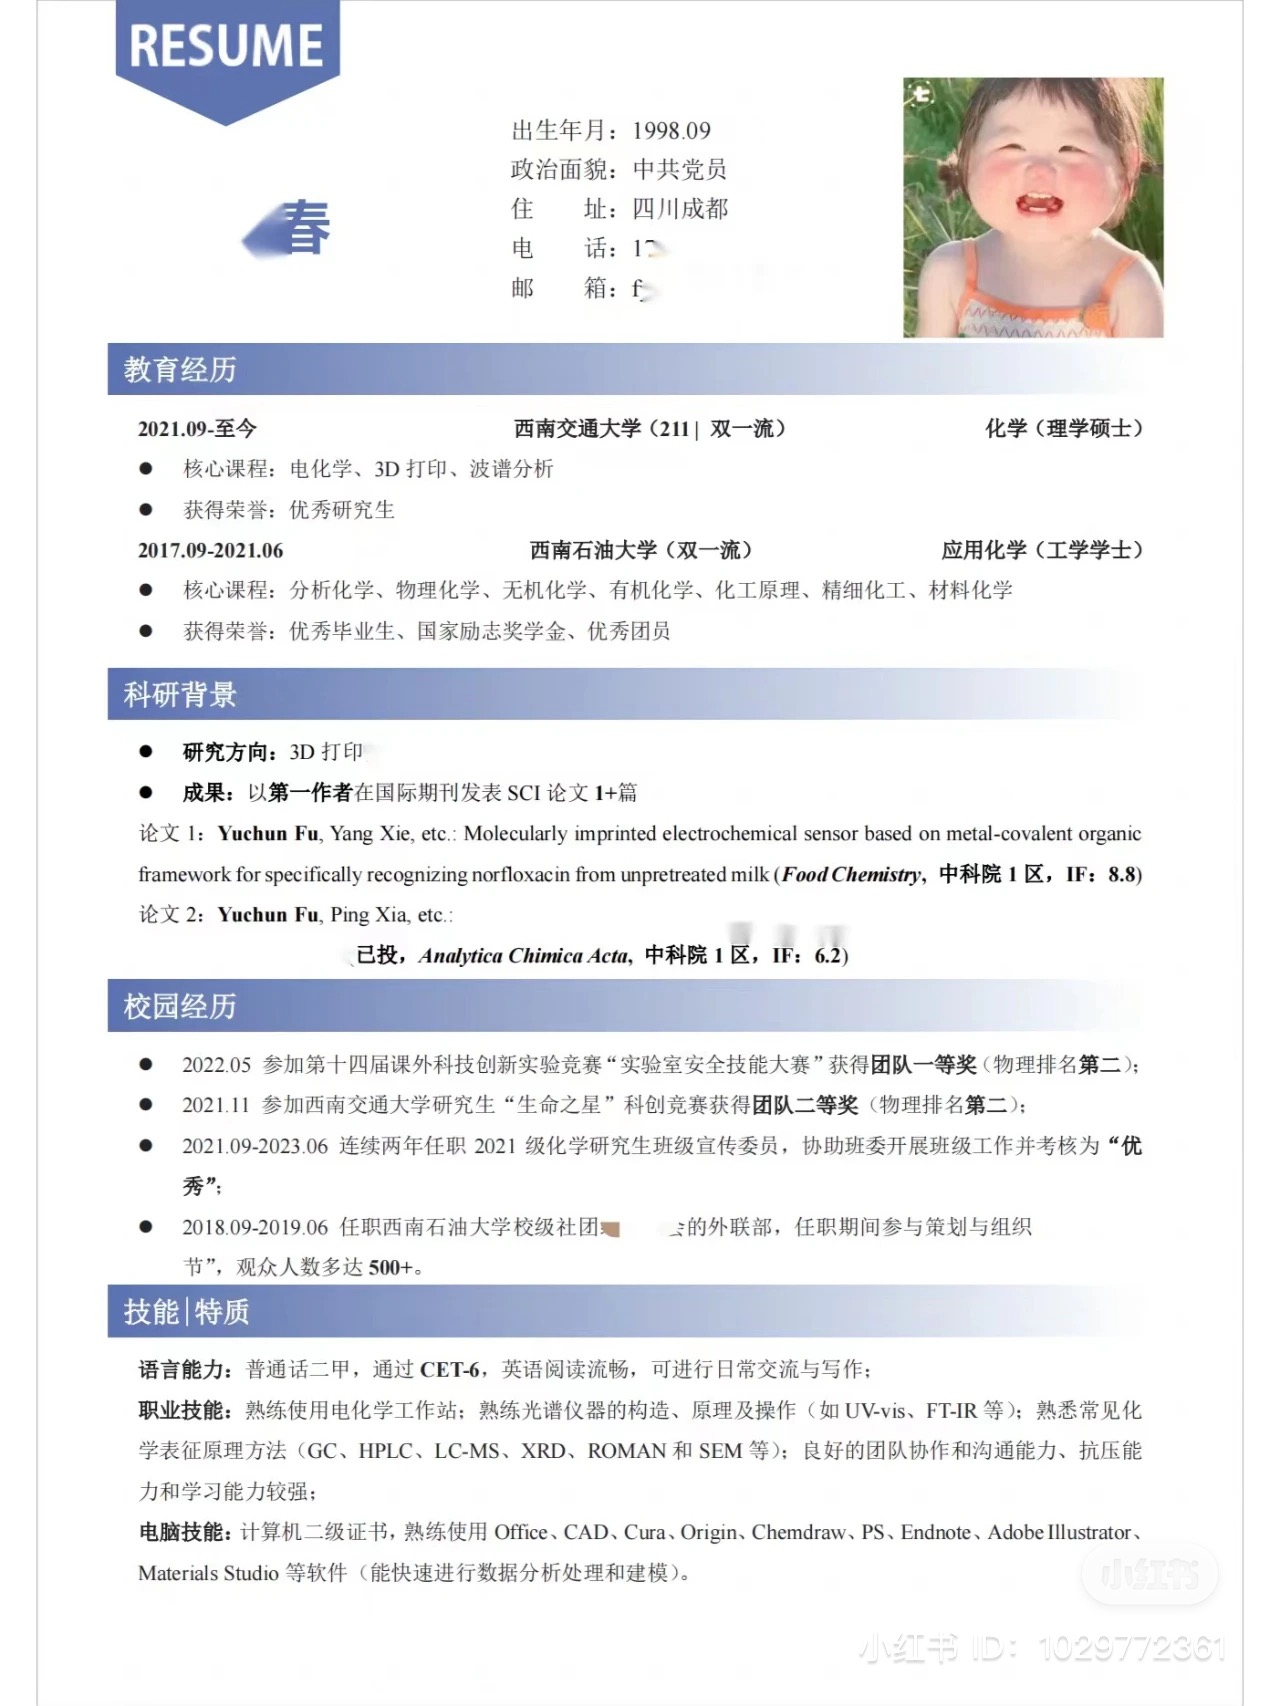 RESUME
春
出生年月：1998.09
政治面貌：中共党员
住 址：四川成都
电 话：1
邮 箱：f
教育经历
2021.09-至今 西南交通大学（211| 双一流） 化学（理学硕士）
● 核心课程：电化学、3D 打印、波谱分析
● 获得荣誉：优秀研究生
2017.09-2021.06 西南石油大学（双一流） 应用化学（工学学士）
● 核心课程：分析化学、物理化学、无机化学、有机化学、化工原理、精细化工、材料化学
● 获得荣誉：优秀毕业生、国家励志奖学金、优秀团员
科研背景
● 研究方向：3D 打印
● 成果：以第一作者在国际期刊发表 SCI 论文 1+篇
论文 1：Yuchun Fu, Yang Xie, etc.: Molecularly imprinted electrochemical sensor based on metal-covalent organic
framework for specifically recognizing norfloxacin from unpretreated milk (Food Chemistry, 中科院 1 区，IF：8.8)
论文 2：Yuchun Fu, Ping Xia, etc.:
已投，Analytica Chimica Acta, 中科院 1 区，IF：6.2)
校园经历
● 2022.05 参加第十四届课外科技创新实验竞赛“实验室安全技能大赛”获得团队一等奖（物理排名第二）；
● 2021.11 参加西南交通大学研究生“生命之星”科创竞赛获得团队二等奖（物理排名第二）；
● 2021.09-2023.06 连续两年任职 2021 级化学研究生班级宣传委员，协助班委开展班级工作并考核为“优
秀”；
● 2018.09-2019.06 任职西南石油大学校级社团 的外联部，任职期间参与策划与组织
节”，观众人数多达 500+。
技能|特质
语言能力：普通话二甲，通过 CET-6，英语阅读流畅，可进行日常交流与写作；
职业技能：熟练使用电化学工作站；熟练光谱仪器的构造、原理及操作（如 UV-vis、FT-IR 等）；熟悉常见化
学表征原理方法（GC、HPLC、LC-MS、XRD、ROMAN 和 SEM 等）；良好的团队协作和沟通能力、抗压能
力和学习能力较强；
电脑技能：计算机二级证书，熟练使用 Office、CAD、Cura、Origin、Chemdraw、PS、Endnote、Adobe Illustrator、
Materials Studio 等软件（能快速进行数据分析处理和建模）。
小红书
小红书 ID：1029772361